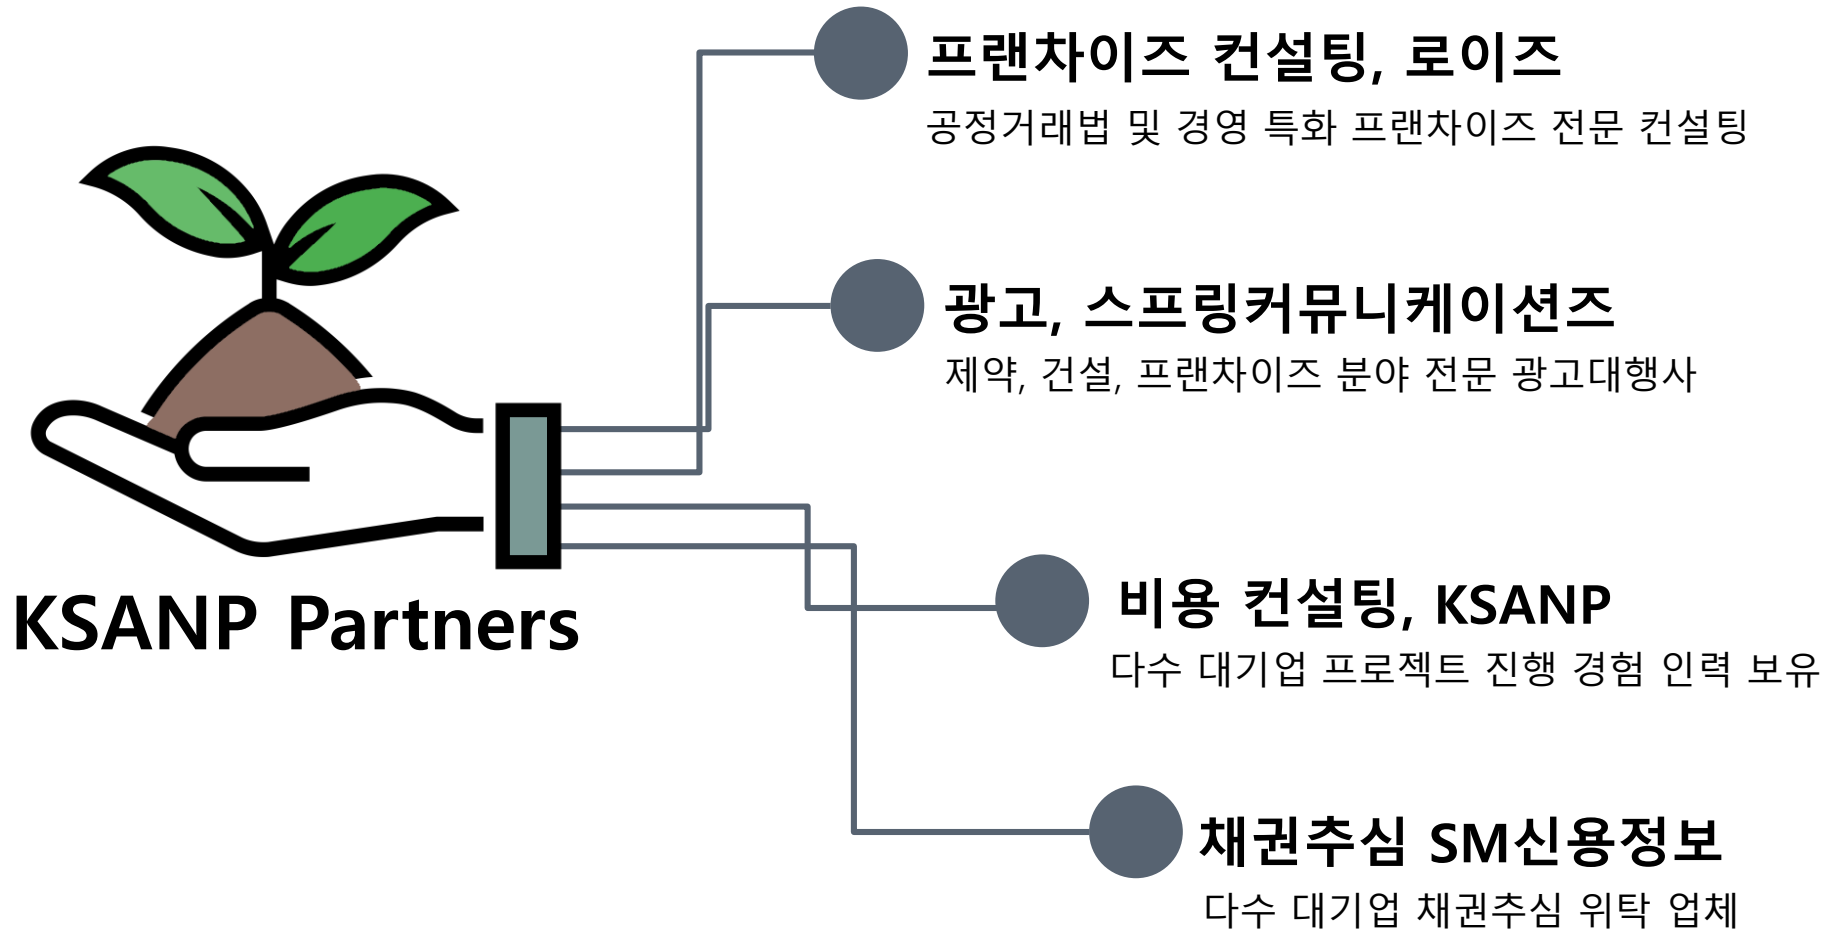 프랜차이즈 컨설팅, 로이즈
공정거래법 및 경영 특화 프랜차이즈 전문 컨설팅
광고, 스프링커뮤니케이션즈
제약, 건설, 프랜차이즈 분야 전문 광고대행사
KSANP Partners
비용 컨설팅, KSANP
다수 대기업 프로젝트 진행 경험 인력 보유
채권추심 SM신용정보
다수 대기업 채권추심 위탁 업체